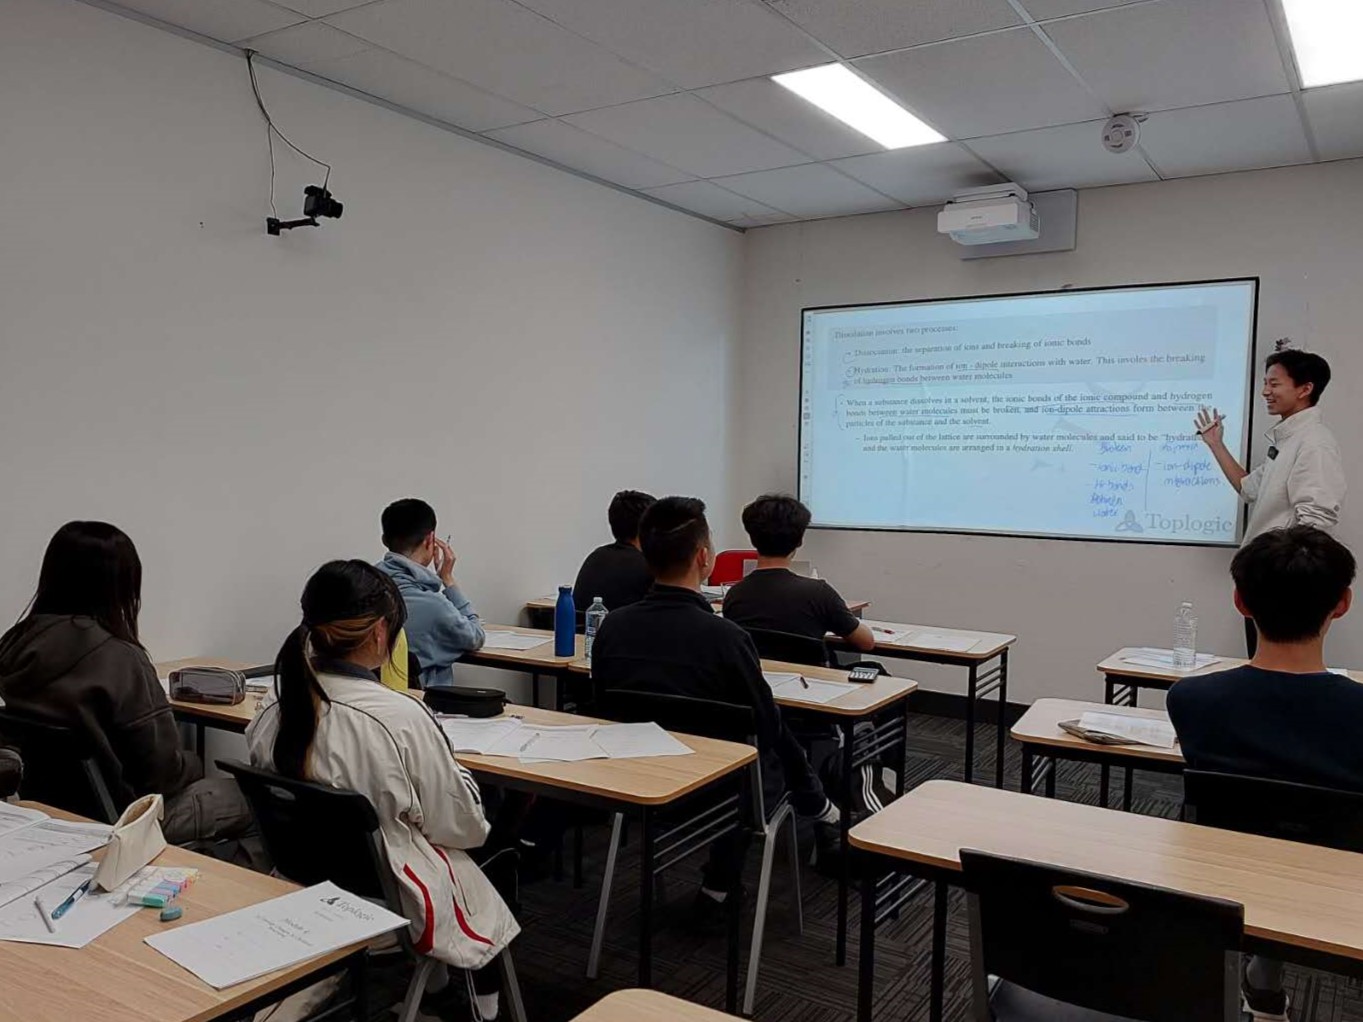 Dissolution involves two processes:
Dissociation: the separation of ions and breaking of ionic bonds
Hydration: The formation of ion - dipole interactions with water. This involes the breaking
of hydrogen bonds between water molecules
When a substance dissolves in a solvent, the ionic bonds of the ionic compound and hydrogen
bonds between water molecules must be broken, and ion-dipole attractions form between the
particles of the substance and the solvent.
– Ions pulled out of the lattice are surrounded by water molecules and said to be "hydrated"
and the water molecules are arranged in a hydration shell.
Broken
- ionic bond
- H bonds
between
water
- ion-dipole
interactions
Toplogic
Toplogic
Module